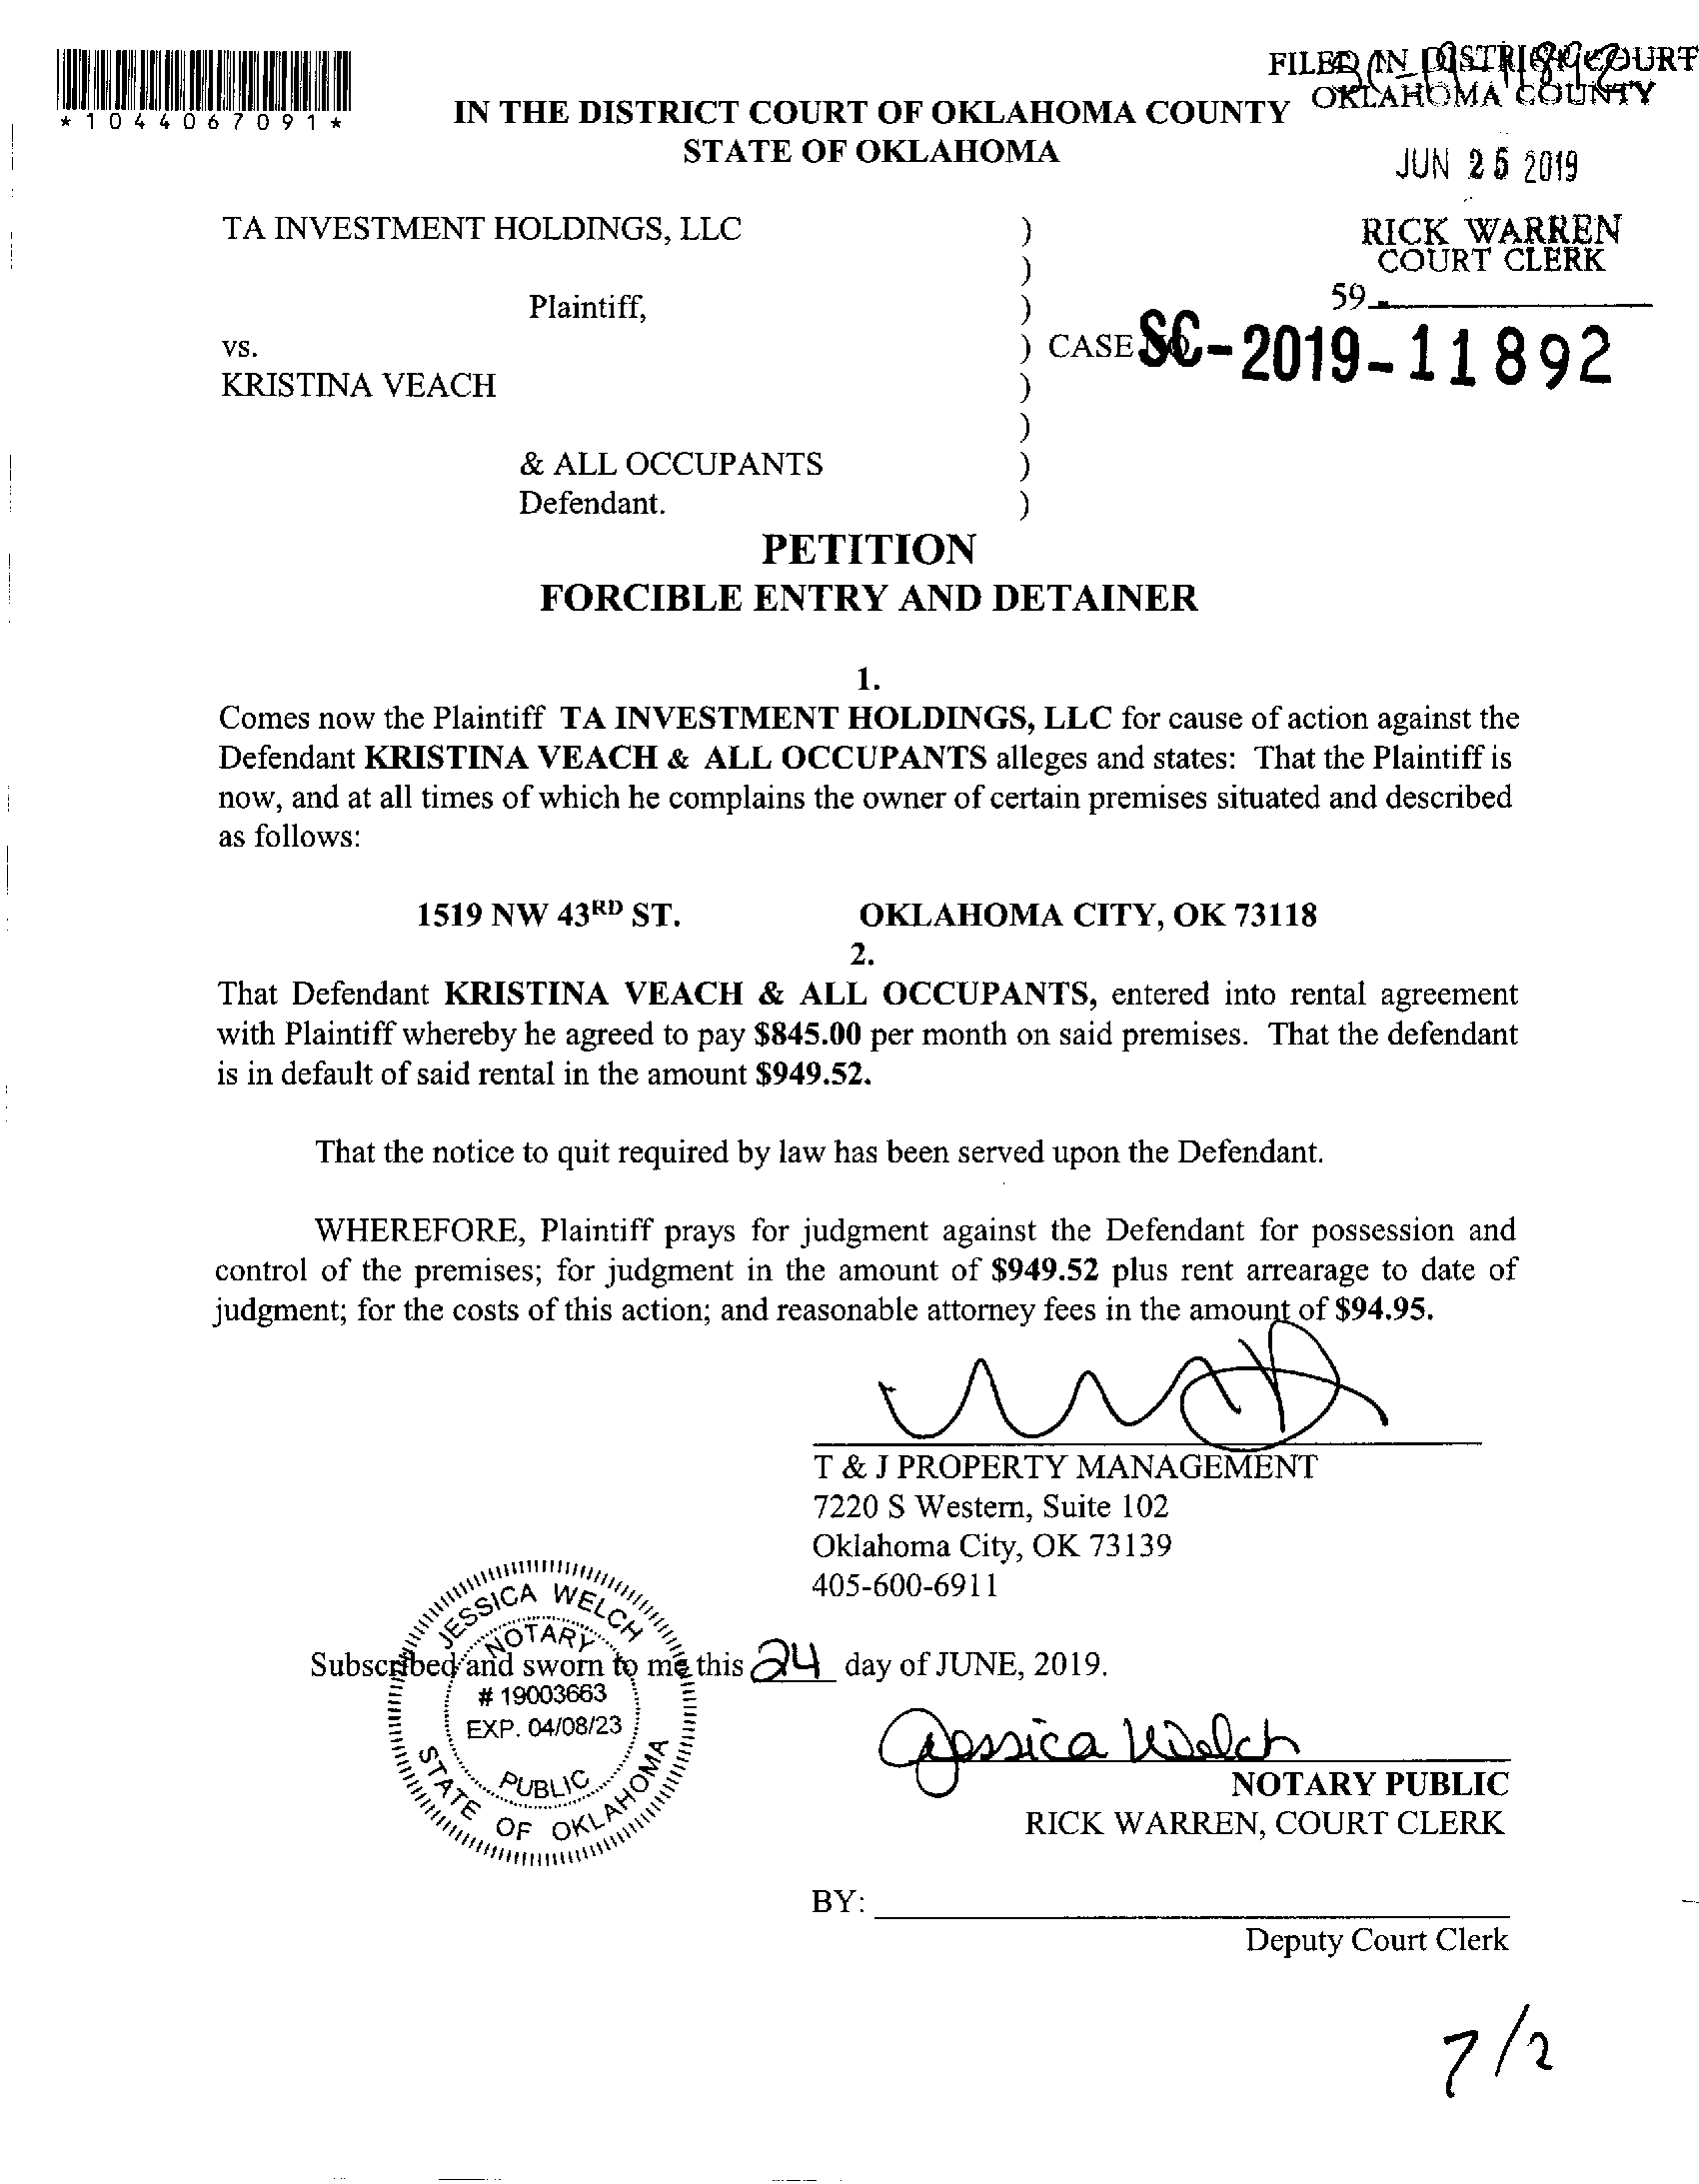 *1044067091*
FILED IN DISTRICT COURT
OKLAHOMA COUNTY
SC-19-11892
IN THE DISTRICT COURT OF OKLAHOMA COUNTY
STATE OF OKLAHOMA
JUN 25 2019
RICK WARREN
COURT CLERK
59
TA INVESTMENT HOLDINGS, LLC )
)
Plaintiff, )
vs. ) CASE NO.
SC-2019-11892
KRISTINA VEACH )
)
& ALL OCCUPANTS )
Defendant. )
PETITION
FORCIBLE ENTRY AND DETAINER
1.
Comes now the Plaintiff TA INVESTMENT HOLDINGS, LLC for cause of action against the
Defendant KRISTINA VEACH & ALL OCCUPANTS alleges and states: That the Plaintiff is
now, and at all times of which he complains the owner of certain premises situated and described
as follows:
1519 NW 43RD ST. OKLAHOMA CITY, OK 73118
2.
That Defendant KRISTINA VEACH & ALL OCCUPANTS, entered into rental agreement
with Plaintiff whereby he agreed to pay $845.00 per month on said premises. That the defendant
is in default of said rental in the amount $949.52.
That the notice to quit required by law has been served upon the Defendant.
WHEREFORE, Plaintiff prays for judgment against the Defendant for possession and
control of the premises; for judgment in the amount of $949.52 plus rent arrearage to date of
judgment; for the costs of this action; and reasonable attorney fees in the amount of $94.95.
T & J PROPERTY MANAGEMENT
7220 S Western, Suite 102
Oklahoma City, OK 73139
405-600-6911
JESSICA WELCH
NOTARY
# 19003663
EXP. 04/08/23
PUBLIC
STATE OF OKLAHOMA
Subscribed and sworn to me this 24 day of JUNE, 2019.
Jessica Welch
NOTARY PUBLIC
RICK WARREN, COURT CLERK
BY:
Deputy Court Clerk
7/2